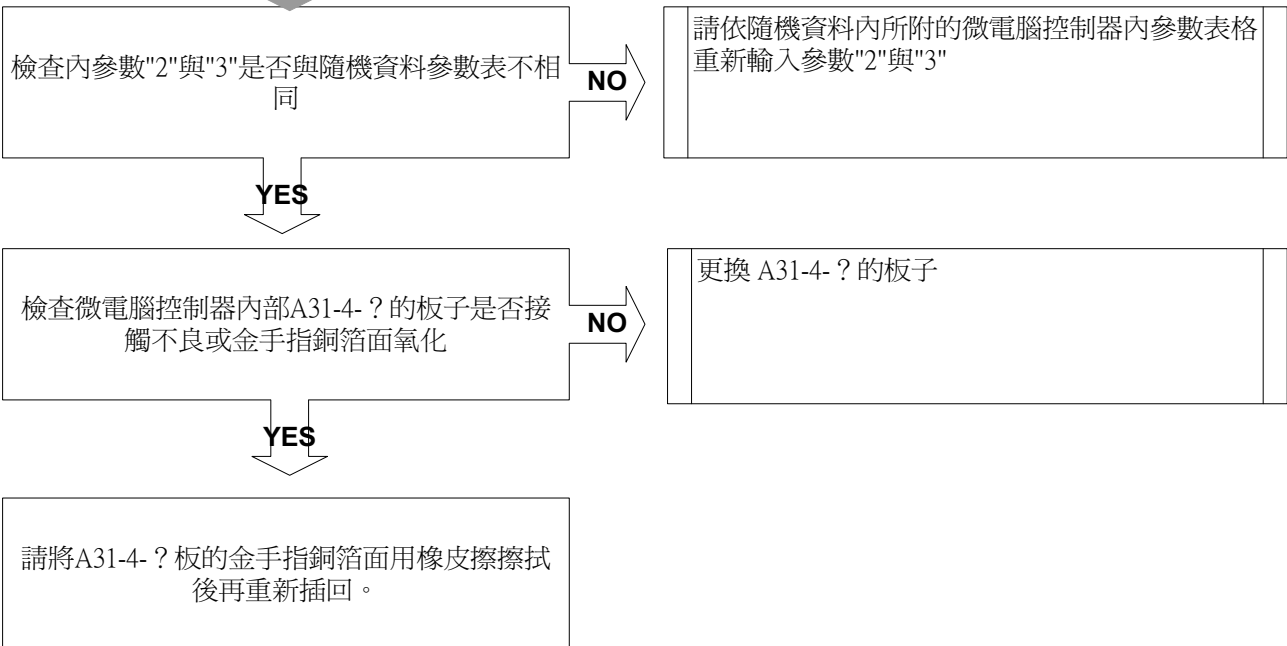 檢查內參數"2"與"3"是否與隨機資料參數表不相
同
NO
請依隨機資料內所附的微電腦控制器內參數表格
重新輸入參數"2"與"3"
YES
檢查微電腦控制器內部A31-4-？的板子是否接
觸不良或金手指銅箔面氧化
NO
更換 A31-4-？的板子
YES
請將A31-4-？板的金手指銅箔面用橡皮擦擦拭
後再重新插回。